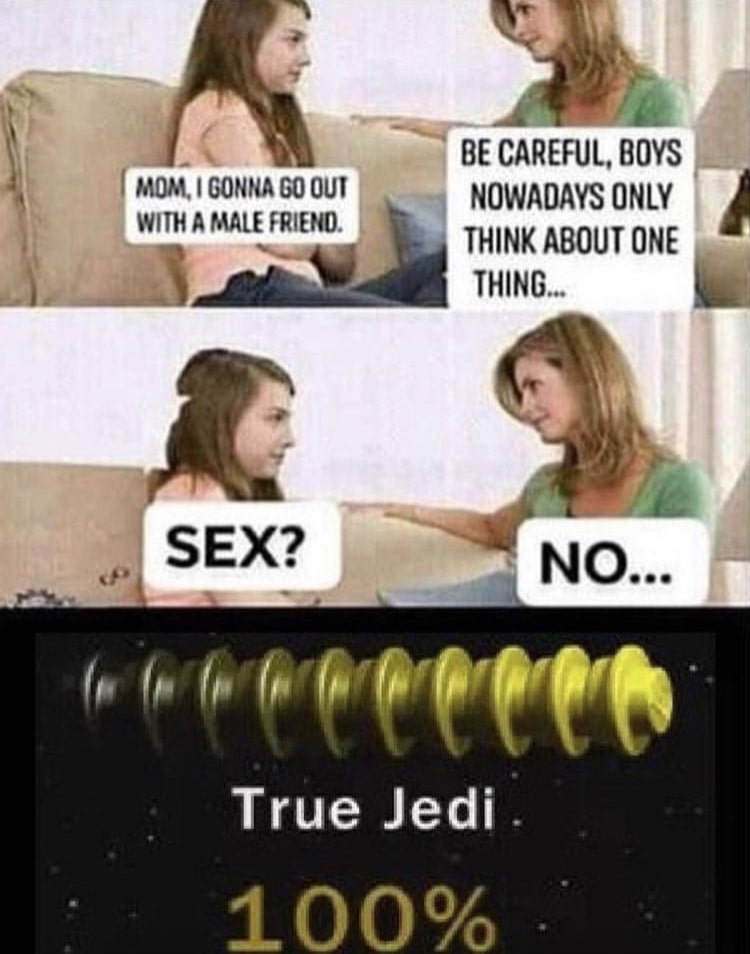 MOM, I GONNA GO OUT
WITH A MALE FRIEND.
BE CAREFUL, BOYS
NOWADAYS ONLY
THINK ABOUT ONE
THING...
SEX?
NO...
True Jedi
100%